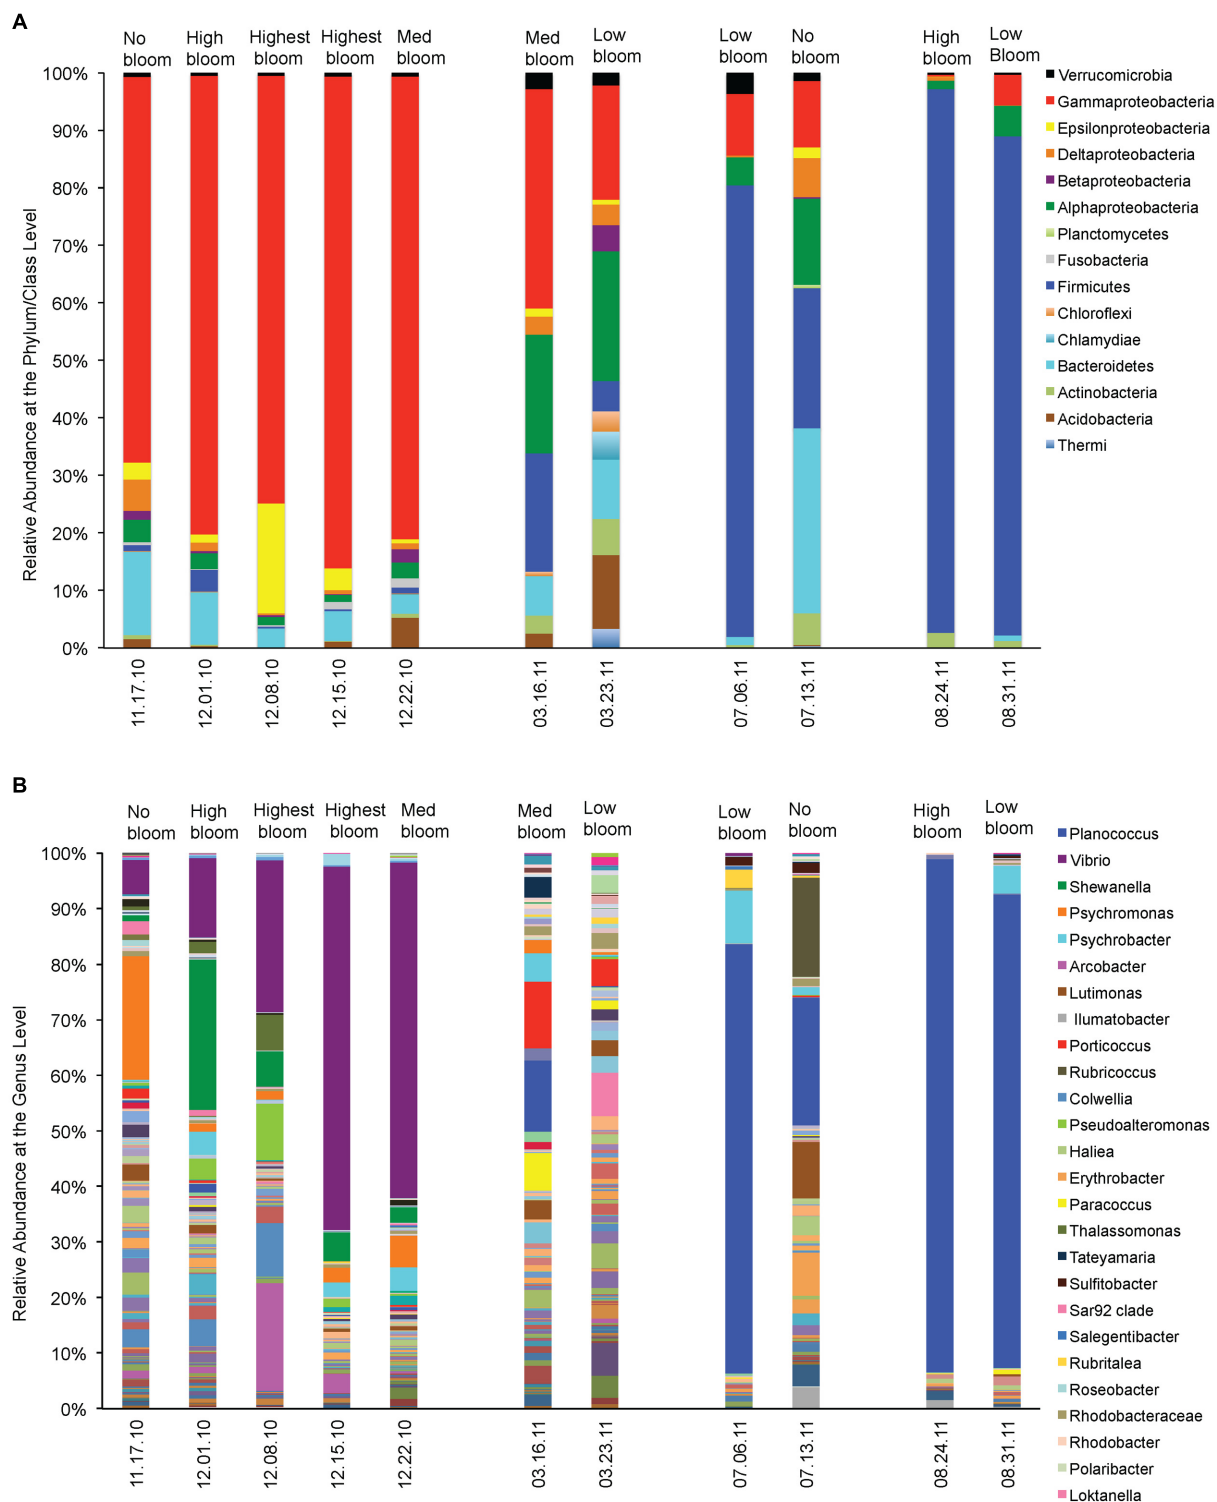 A
No bloom
High bloom
Highest bloom
Highest bloom
Med bloom
Med bloom
Low bloom
Low bloom
No bloom
High bloom
Low Bloom
Relative Abundance at the Phylum/Class Level
100%
90%
80%
70%
60%
50%
40%
30%
20%
10%
0%
11.17.10
12.01.10
12.08.10
12.15.10
12.22.10
03.16.11
03.23.11
07.06.11
07.13.11
08.24.11
08.31.11
Verrucomicrobia
Gammaproteobacteria
Epsilonproteobacteria
Deltaproteobacteria
Betaproteobacteria
Alphaproteobacteria
Planctomycetes
Fusobacteria
Firmicutes
Chloroflexi
Chlamydiae
Bacteroidetes
Actinobacteria
Acidobacteria
Thermi
B
No bloom
High bloom
Highest bloom
Highest bloom
Med bloom
Med bloom
Low bloom
Low bloom
No bloom
High bloom
Low bloom
Relative Abundance at the Genus Level
100%
90%
80%
70%
60%
50%
40%
30%
20%
10%
0%
11.17.10
12.01.10
12.08.10
12.15.10
12.22.10
03.16.11
03.23.11
07.06.11
07.13.11
08.24.11
08.31.11
Planococcus
Vibrio
Shewanella
Psychromonas
Psychrobacter
Arcobacter
Lutimonas
Ilumatobacter
Porticoccus
Rubricoccus
Colwellia
Pseudoalteromonas
Haliea
Erythrobacter
Paracoccus
Thalassomonas
Tateyamaria
Sulfitobacter
Sar92 clade
Salegentibacter
Rubritalea
Roseobacter
Rhodobacteraceae
Rhodobacter
Polaribacter
Loktanella